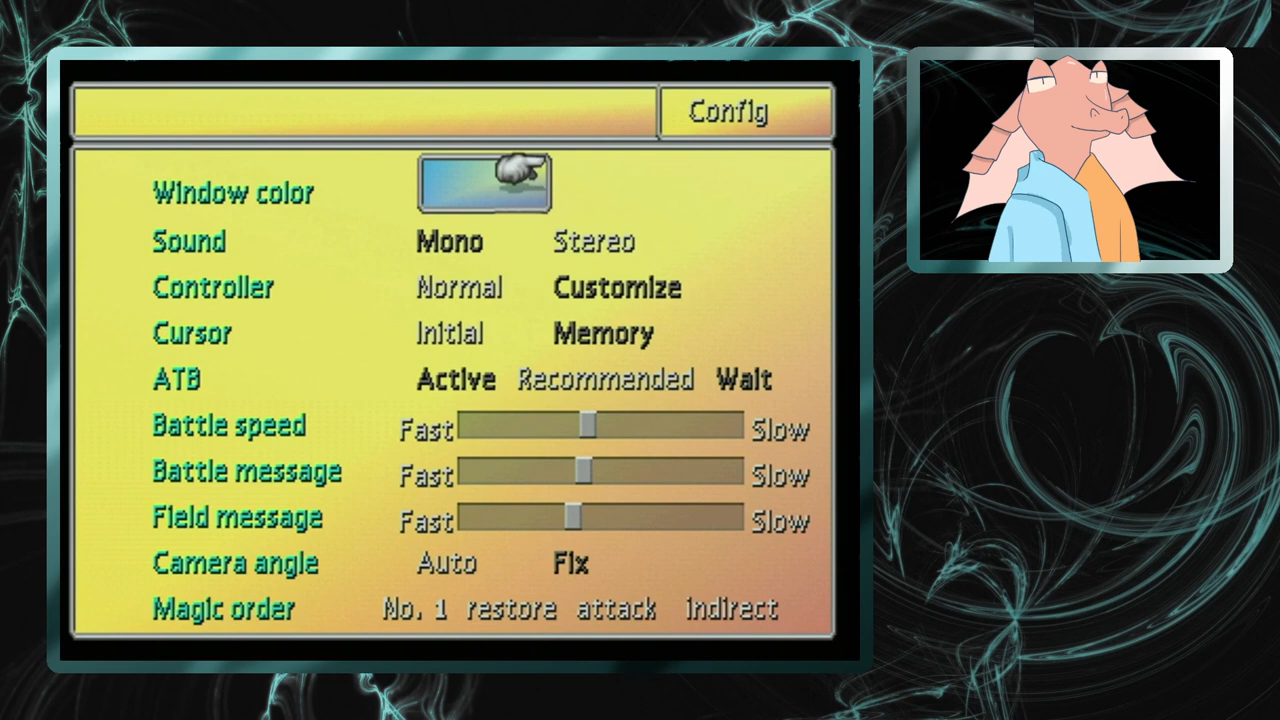 Config
Window color
Sound Mono Stereo
Controller Normal Customize
Cursor Initial Memory
ATB Active Recommended Wait
Battle speed Fast Slow
Battle message Fast Slow
Field message Fast Slow
Camera angle Auto Fix
Magic order No. 1 restore attack indirect